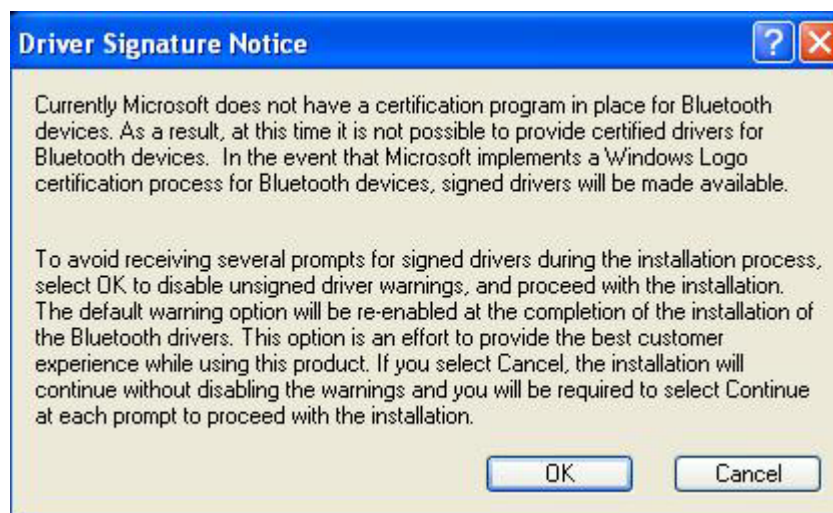 Driver Signature Notice
Currently Microsoft does not have a certification program in place for Bluetooth
devices. As a result, at this time it is not possible to provide certified drivers for
Bluetooth devices.  In the event that Microsoft implements a Windows Logo
certification process for Bluetooth devices, signed drivers will be made available.
To avoid receiving several prompts for signed drivers during the installation process,
select OK to disable unsigned driver warnings, and proceed with the installation.
The default warning option will be re-enabled at the completion of the installation of
the Bluetooth drivers. This option is an effort to provide the best customer
experience while using this product. If you select Cancel, the installation will
continue without disabling the warnings and you will be required to select Continue
at each prompt to proceed with the installation.
OK Cancel